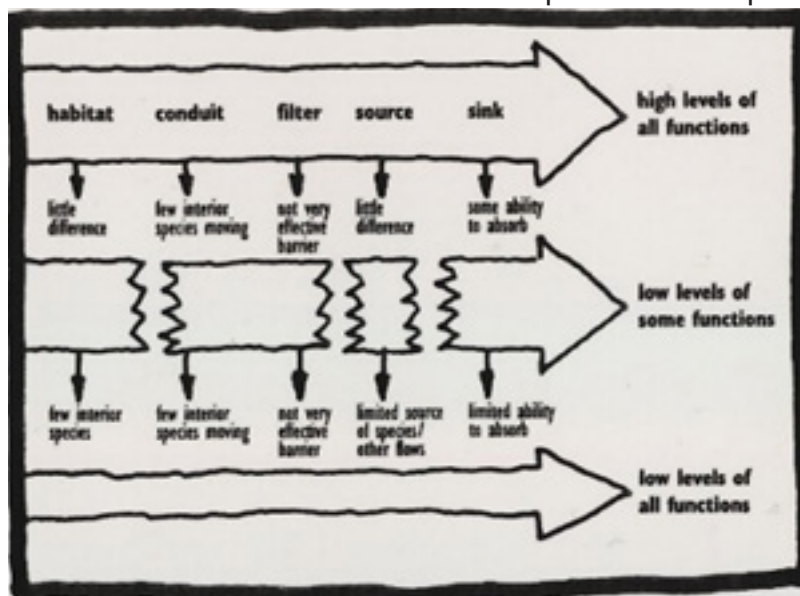 habitat conduit filter source sink
high levels of
all functions
little
difference
few interior
species moving
not very
effective
barrier
little
difference
some ability
to absorb
low levels of
some functions
few interior
species
few interior
species moving
not very
effective
barrier
limited source
of species/
other flows
limited ability
to absorb
low levels of
all functions